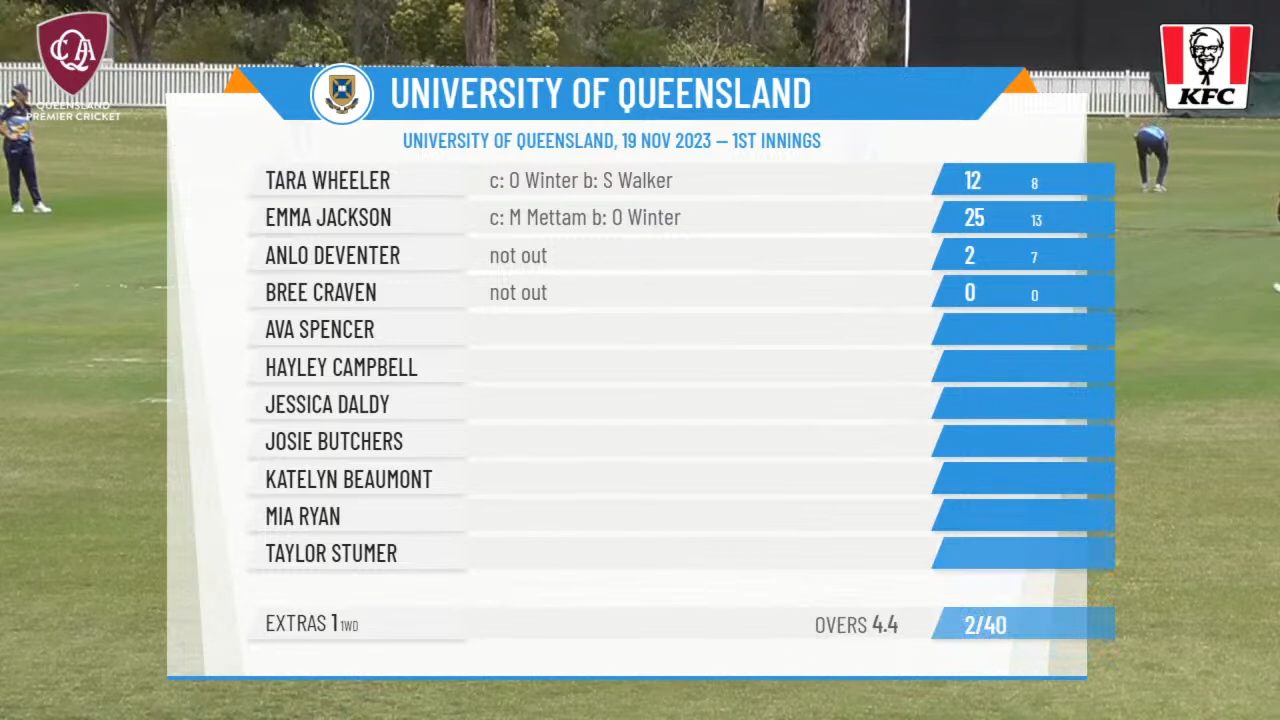 QUEENSLAND
PREMIER CRICKET
KFC
UNIVERSITY OF QUEENSLAND
UNIVERSITY OF QUEENSLAND, 19 NOV 2023 – 1ST INNINGS
TARA WHEELER c: O Winter b: S Walker 12 8
EMMA JACKSON c: M Mettam b: O Winter 25 13
ANLO DEVENTER not out 2 7
BREE CRAVEN not out 0 0
AVA SPENCER
HAYLEY CAMPBELL
JESSICA DALDY
JOSIE BUTCHERS
KATELYN BEAUMONT
MIA RYAN
TAYLOR STUMER
EXTRAS 1 1WD OVERS 4.4 2/40